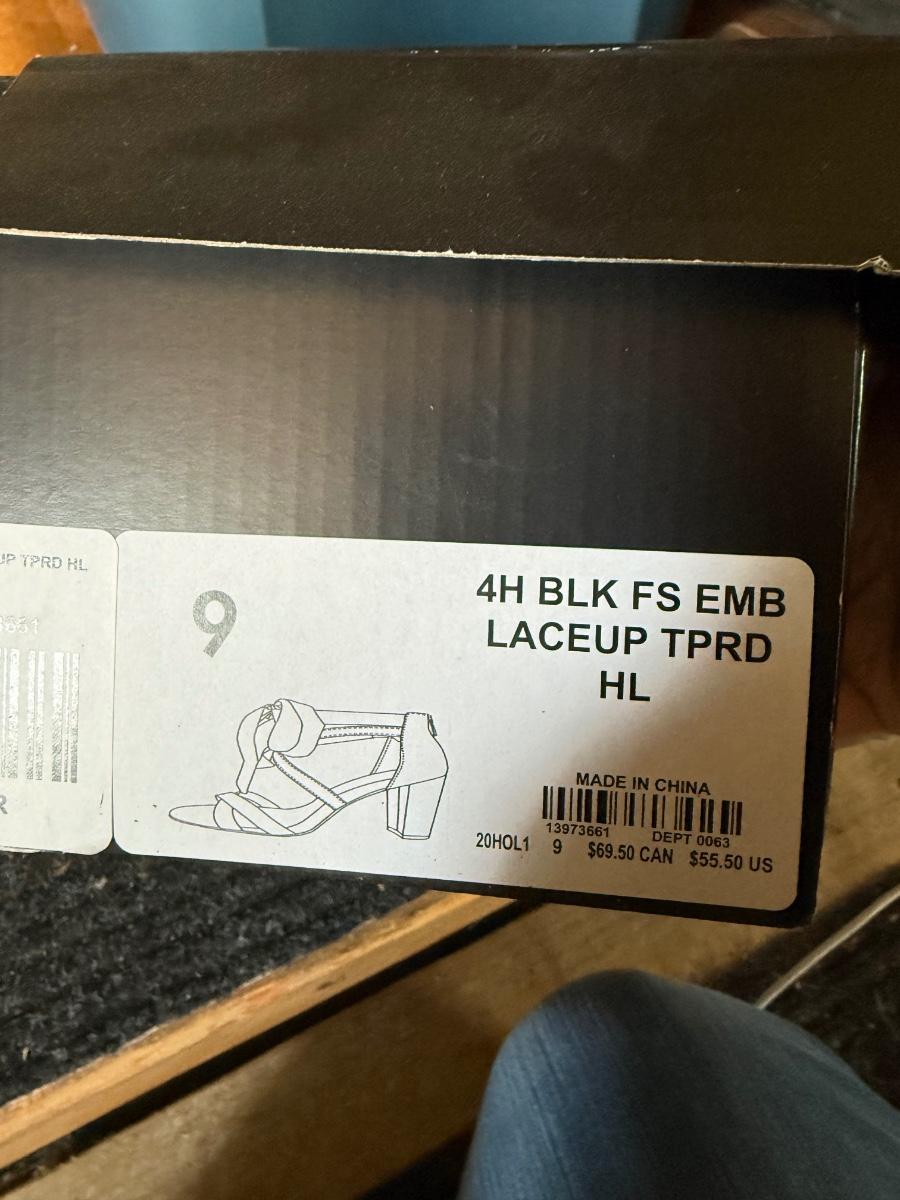 UP TPRD HL
3661
R
9
4H BLK FS EMB
LACEUP TPRD
HL
MADE IN CHINA
13973661 DEPT 0063
20HOL1 9 $69.50 CAN $55.50 US